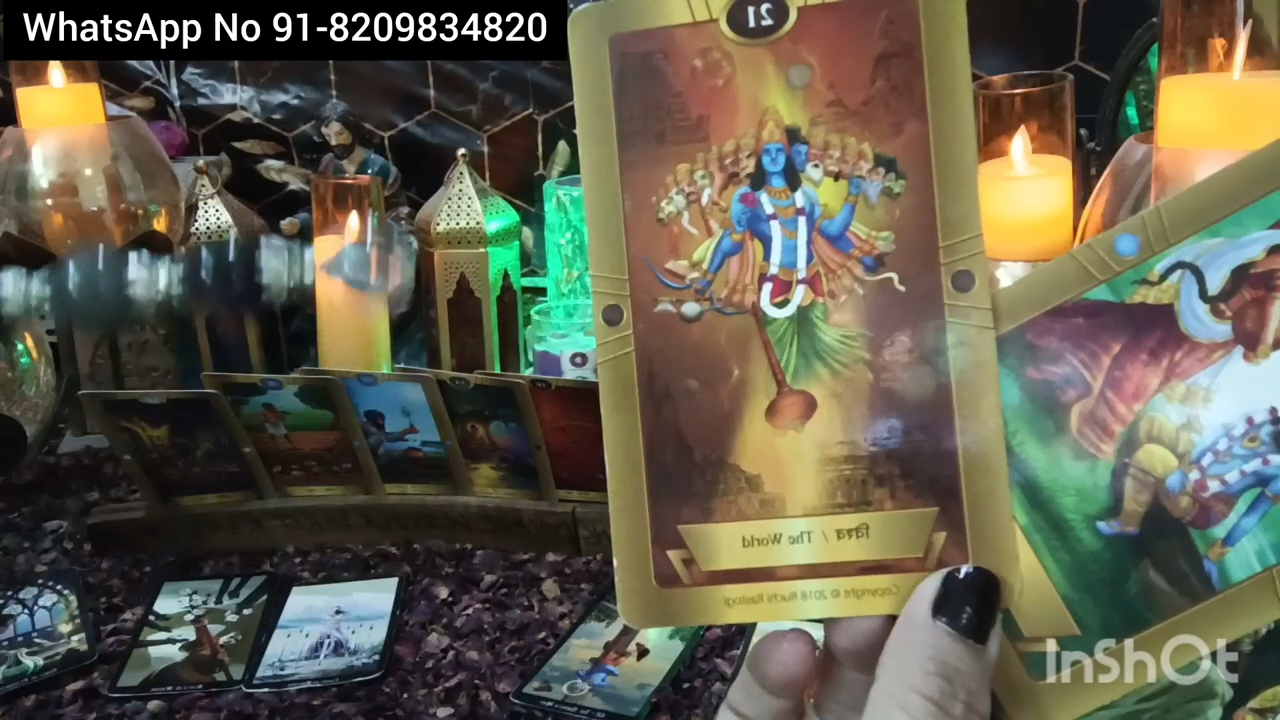 WhatsApp No 91-8209834820
21
विश्व / The World
Copyright © 2018 Ruchi Rastogi
InShOt